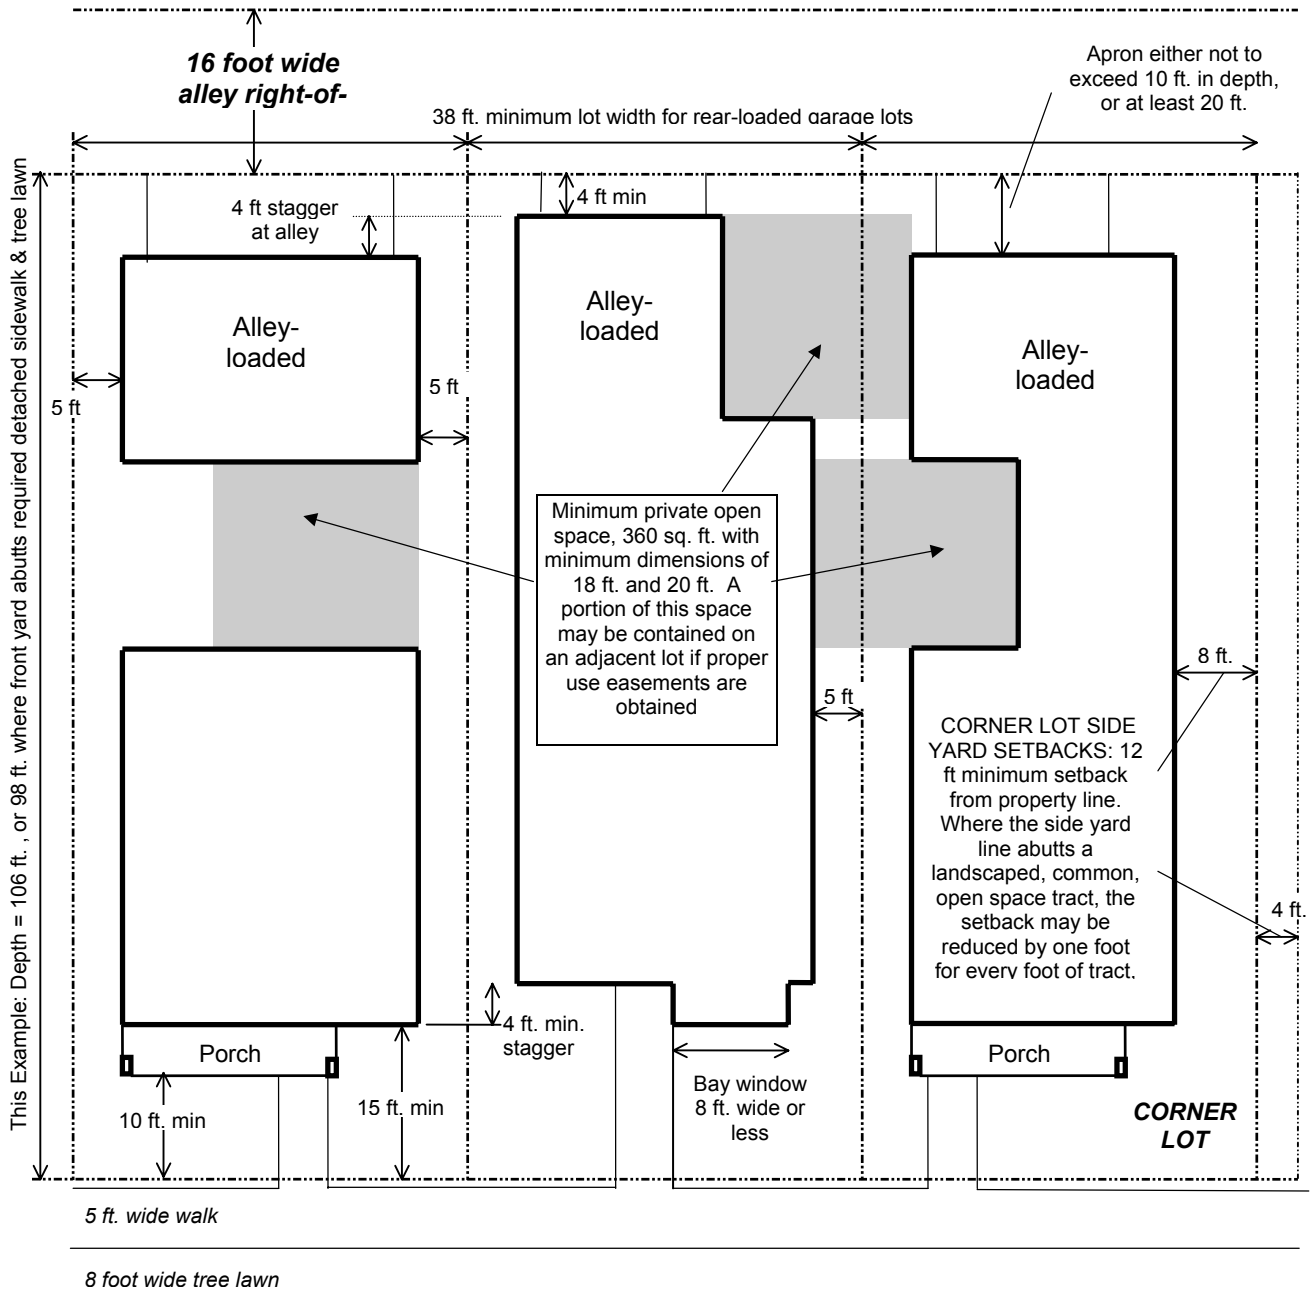 16 foot wide
alley right-of-
Apron either not to
exceed 10 ft. in depth,
or at least 20 ft.
38 ft. minimum lot width for rear-loaded garage lots
This Example: Depth = 106 ft. , or 98 ft. where front yard abutts required detached sidewalk & tree lawn
4 ft stagger
at alley
4 ft min
Alley-
loaded
Alley-
loaded
Alley-
loaded
5 ft
5 ft
Minimum private open
space, 360 sq. ft. with
minimum dimensions of
18 ft. and 20 ft. A
portion of this space
may be contained on
an adjacent lot if proper
use easements are
obtained
5 ft
8 ft.
CORNER LOT SIDE
YARD SETBACKS: 12
ft minimum setback
from property line.
Where the side yard
line abutts a
landscaped, common,
open space tract, the
setback may be
reduced by one foot
for every foot of tract.
4 ft.
4 ft. min.
stagger
Porch
Porch
10 ft. min
15 ft. min
Bay window
8 ft. wide or
less
CORNER
LOT
5 ft. wide walk
8 foot wide tree lawn